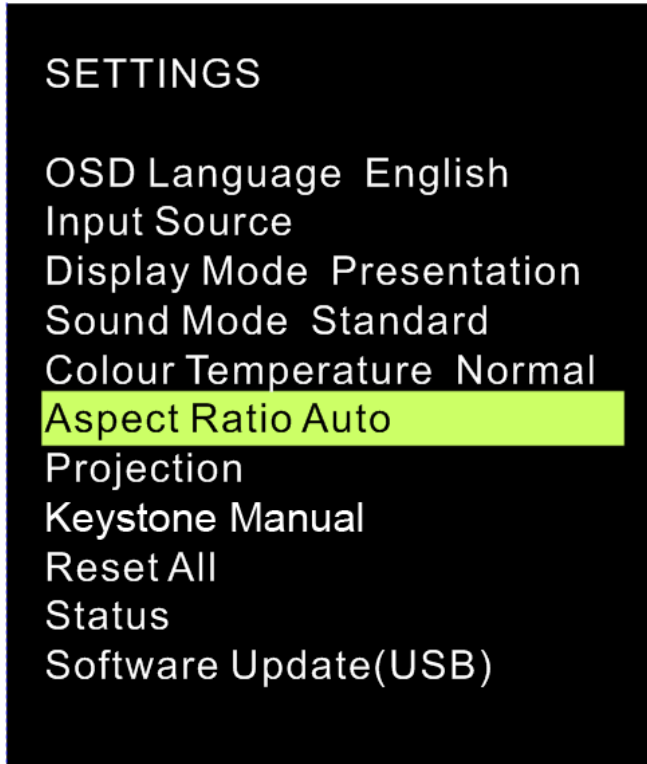 SETTINGS
OSD Language English
Input Source
Display Mode Presentation
Sound Mode Standard
Colour Temperature Normal
Aspect Ratio Auto
Projection
Keystone Manual
Reset All
Status
Software Update(USB)